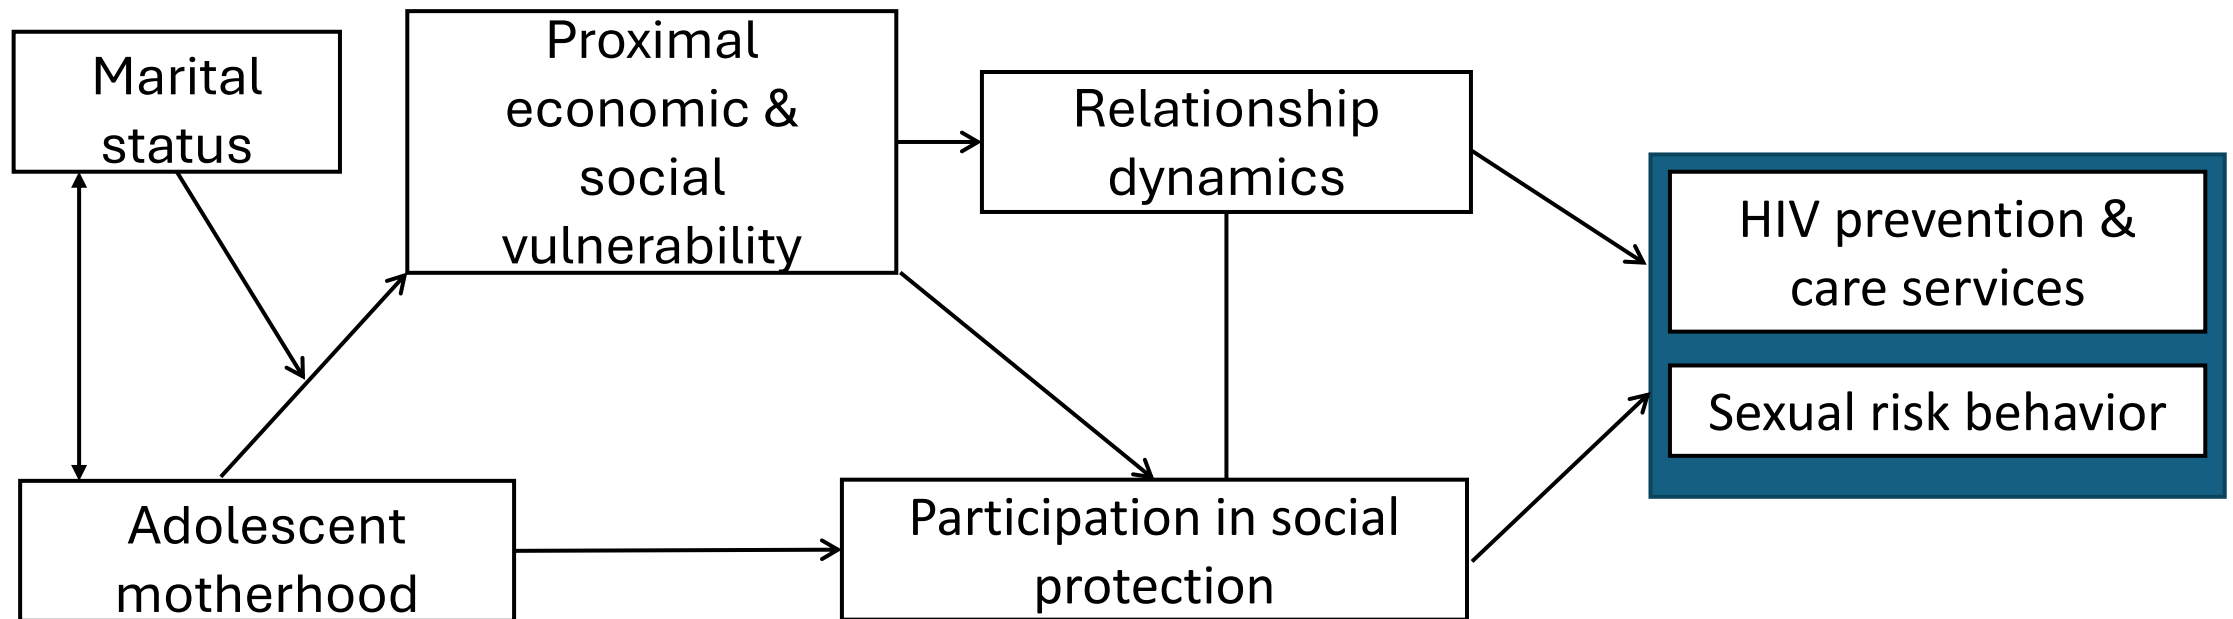 Marital
status
Proximal
economic &
social
vulnerability
Relationship
dynamics
HIV prevention &
care services
Sexual risk behavior
Adolescent
motherhood
Participation in social
protection